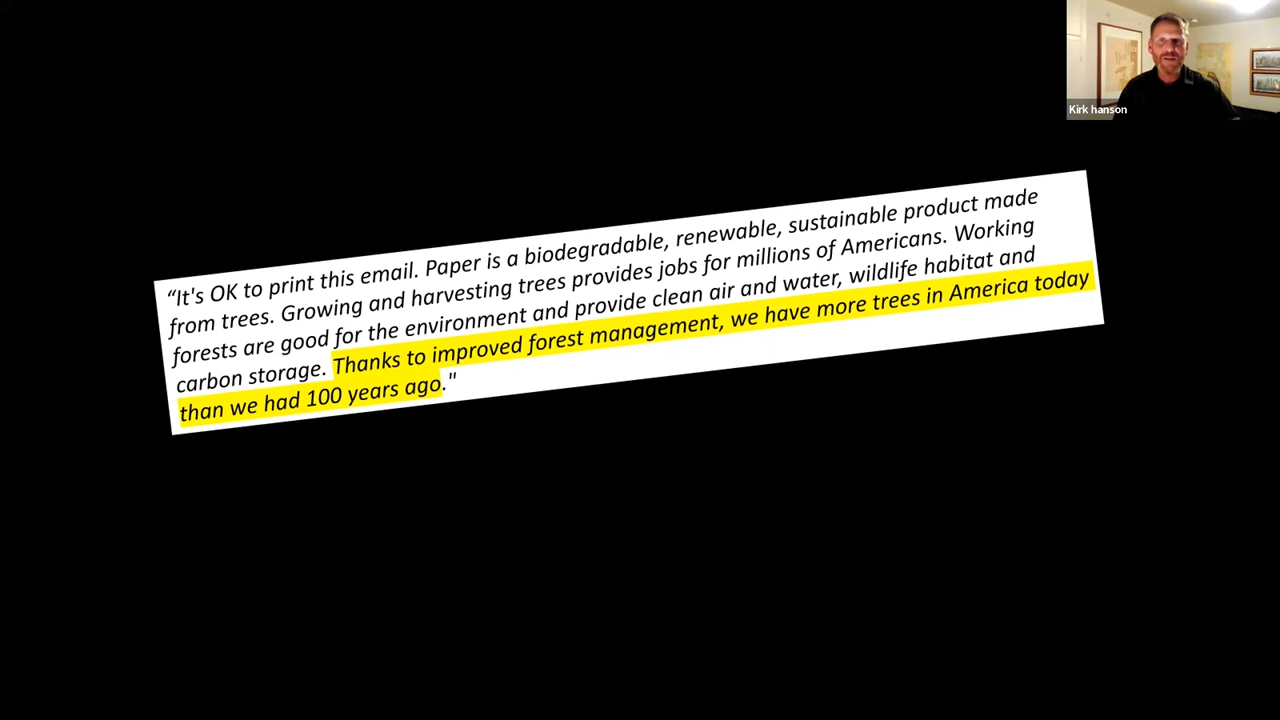 Kirk hanson
“It's OK to print this email. Paper is a biodegradable, renewable, sustainable product made
from trees. Growing and harvesting trees provides jobs for millions of Americans. Working
forests are good for the environment and provide clean air and water, wildlife habitat and
carbon storage. Thanks to improved forest management, we have more trees in America today
than we had 100 years ago."